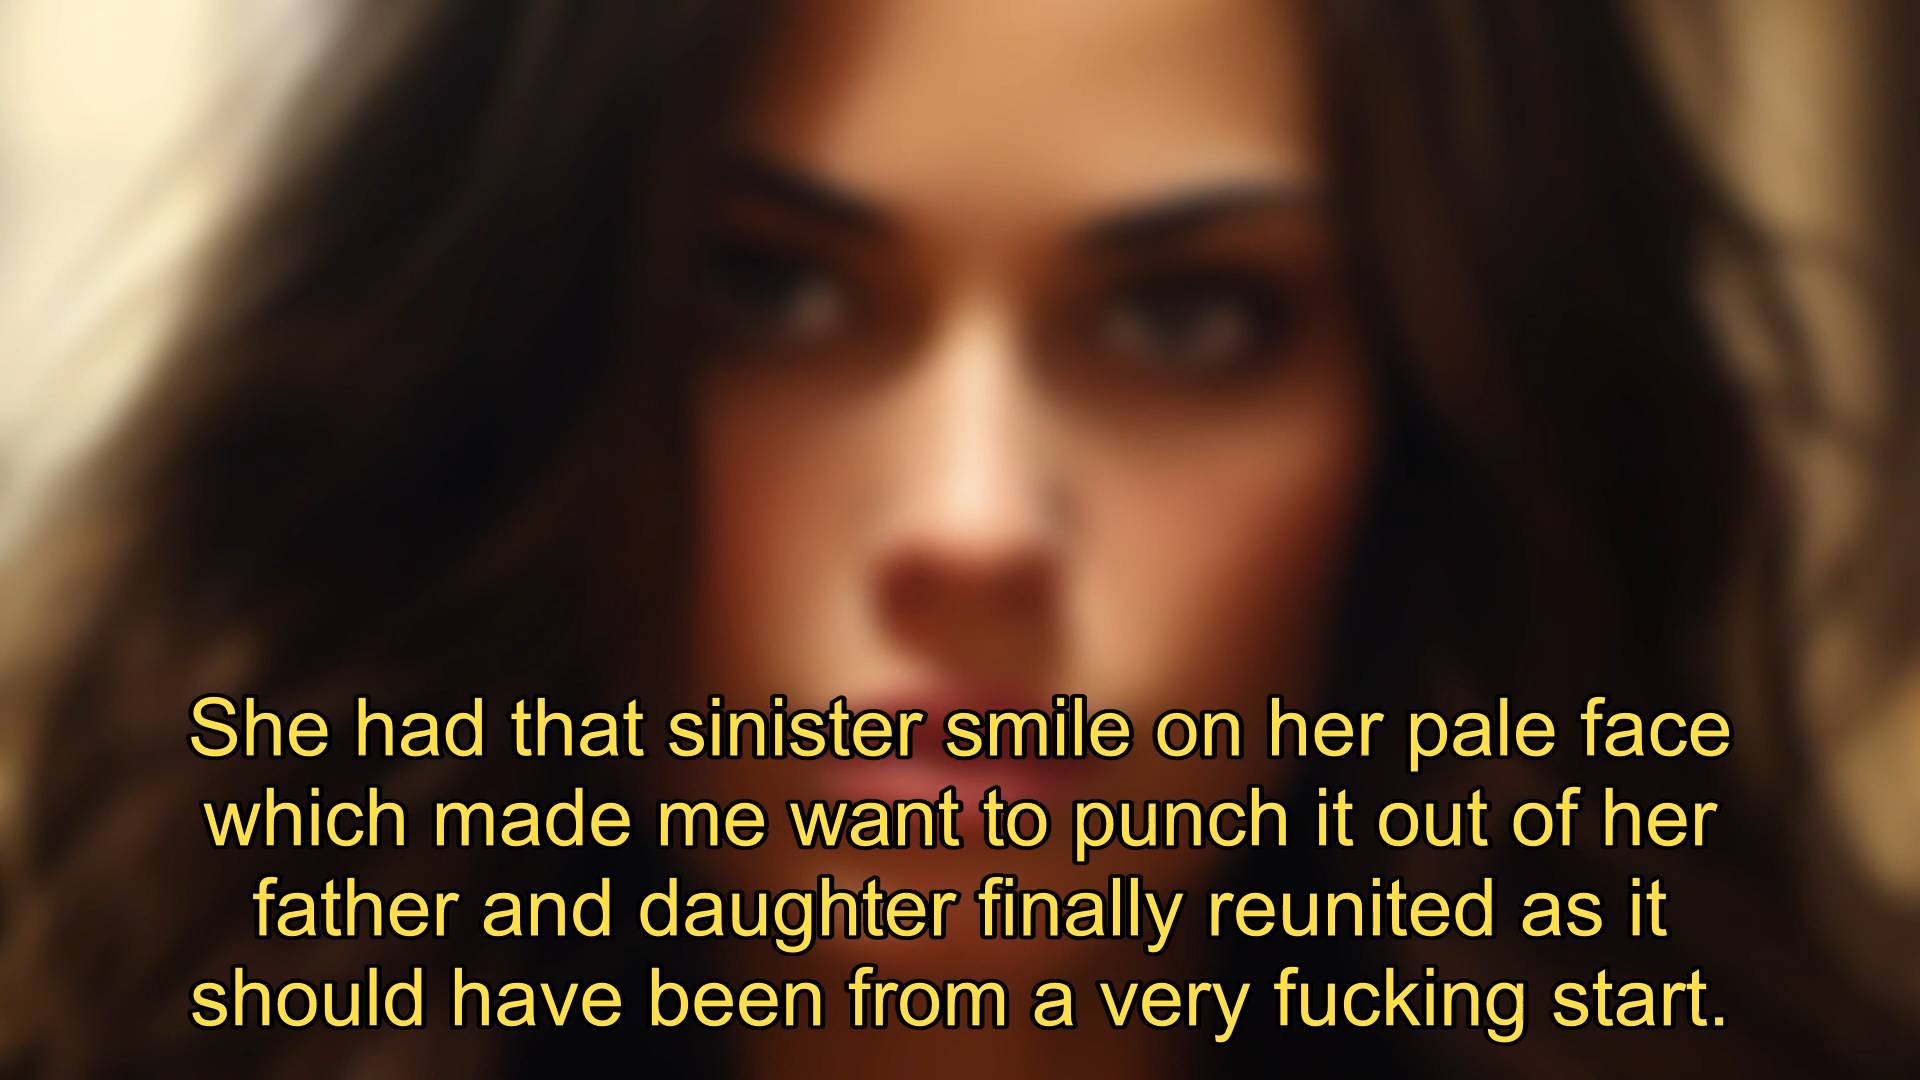 She had that sinister smile on her pale face
which made me want to punch it out of her
father and daughter finally reunited as it
should have been from a very fucking start.